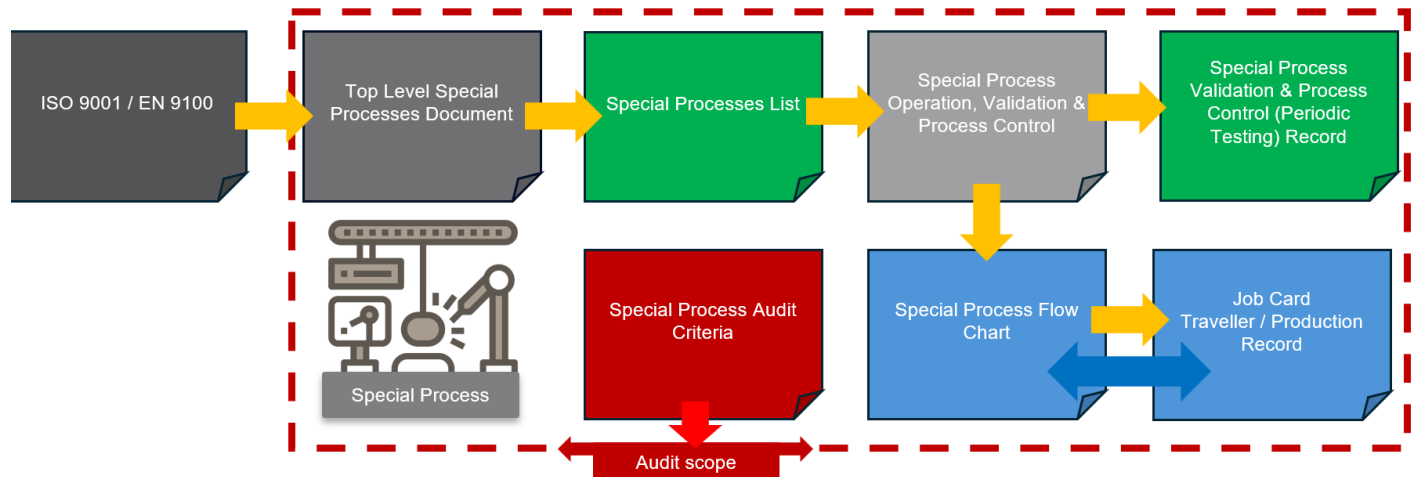 ISO 9001 / EN 9100
Top Level Special
Processes Document
Special Processes List
Special Process
Operation, Validation &
Process Control
Special Process
Validation & Process
Control (Periodic
Testing) Record
Special Process
Special Process Audit
Criteria
Special Process Flow
Chart
Job Card
Traveller / Production
Record
Audit scope